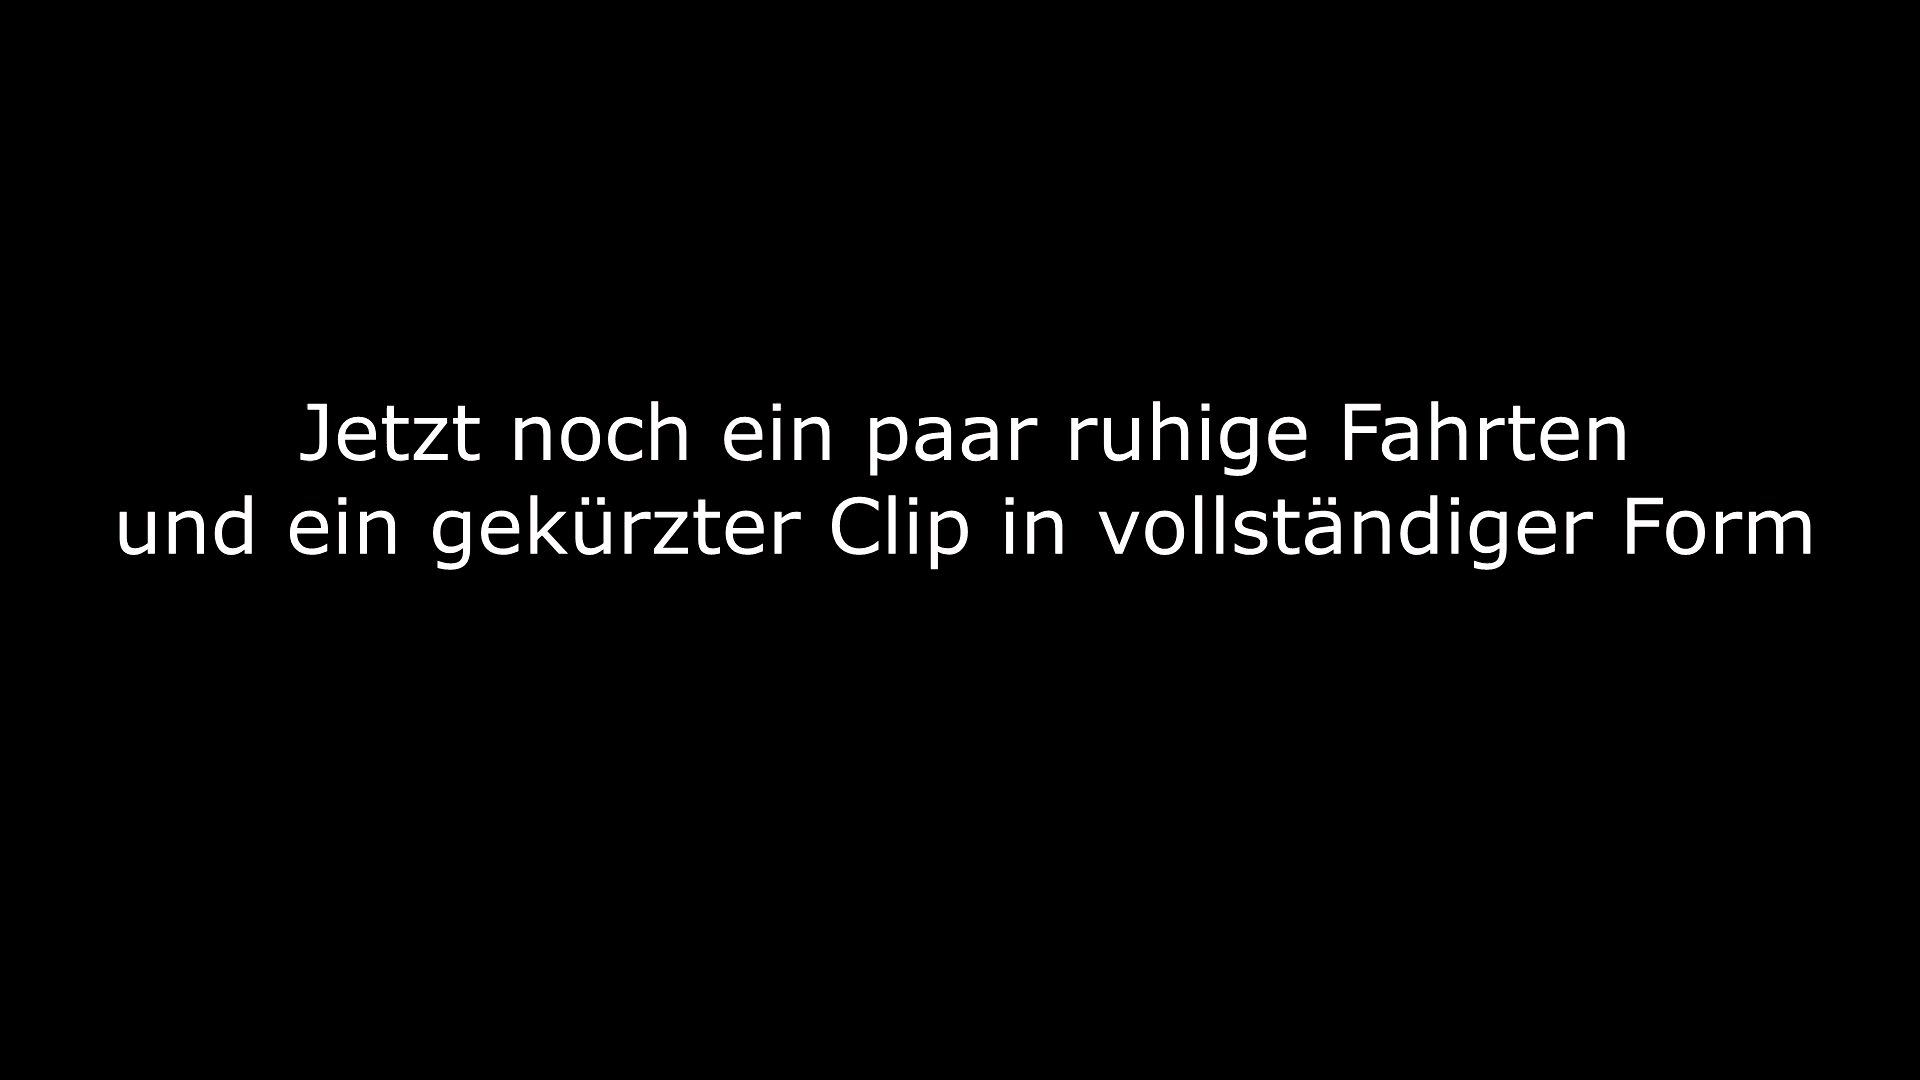 Jetzt noch ein paar ruhige Fahrten
und ein gekürzter Clip in vollständiger Form